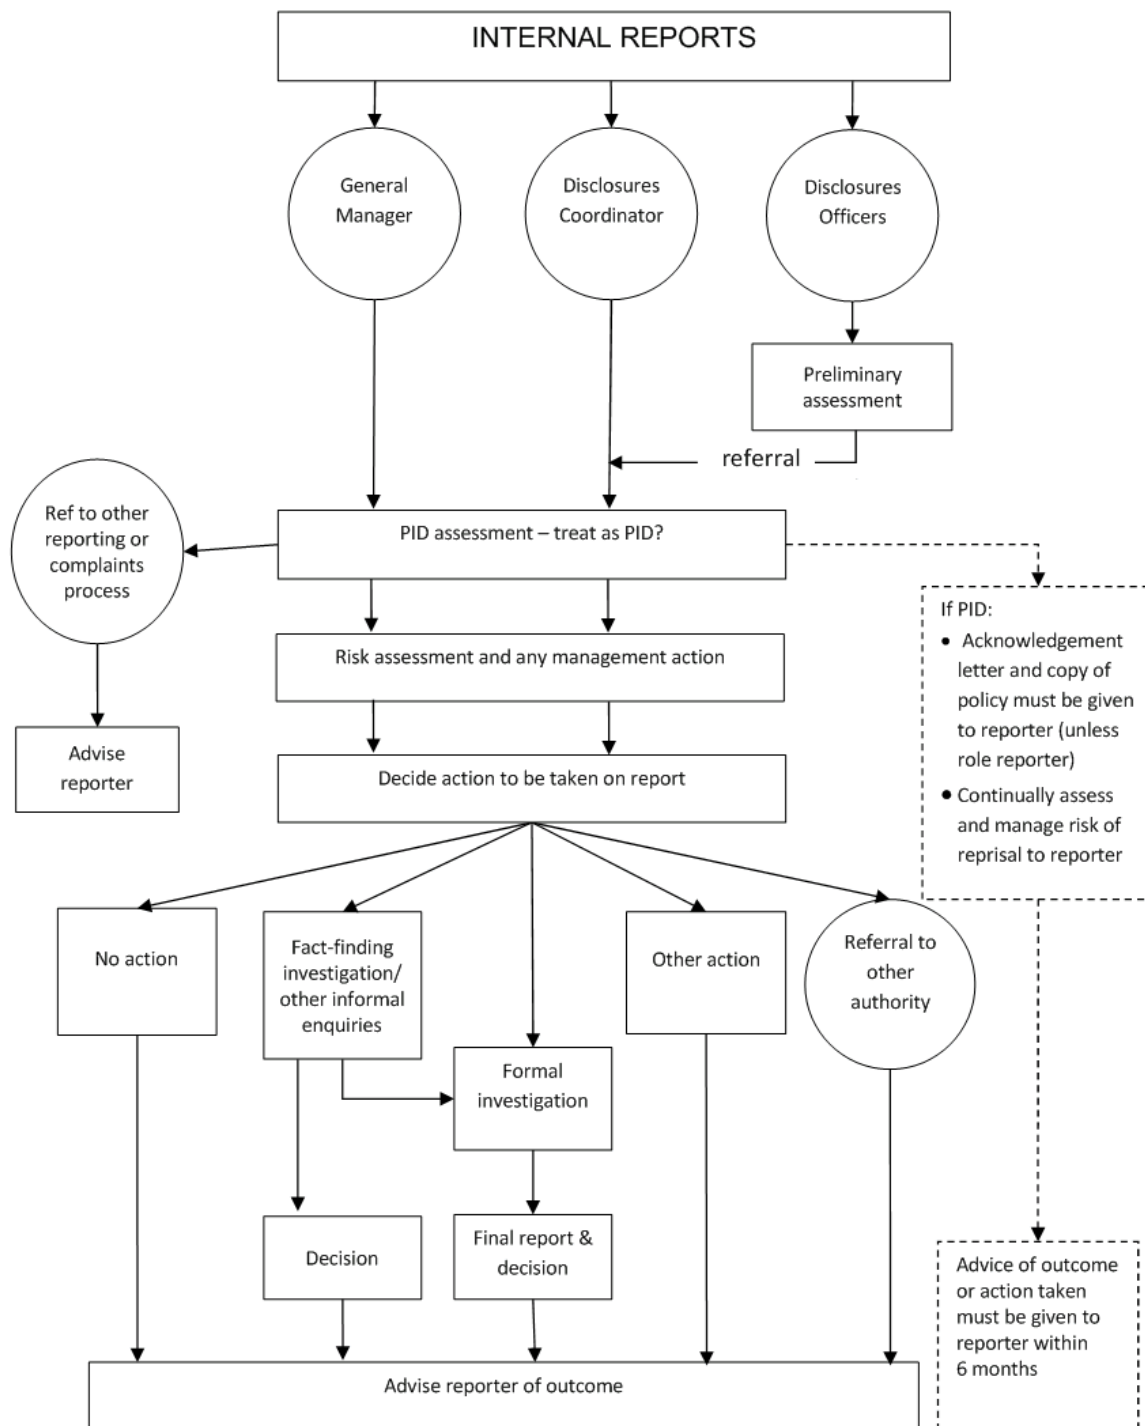 INTERNAL REPORTS
General
Manager
Disclosures
Coordinator
Disclosures
Officers
Preliminary
assessment
referral
Ref to other
reporting or
complaints
process
PID assessment – treat as PID?
If PID:
• Acknowledgement
letter and copy of
policy must be given
to reporter (unless
role reporter)
• Continually assess
and manage risk of
reprisal to reporter
Risk assessment and any management action
Advise
reporter
Decide action to be taken on report
No action
Fact-finding
investigation/
other informal
enquiries
Other action
Referral to
other
authority
Formal
investigation
Decision
Final report &
decision
Advice of outcome
or action taken
must be given to
reporter within
6 months
Advise reporter of outcome